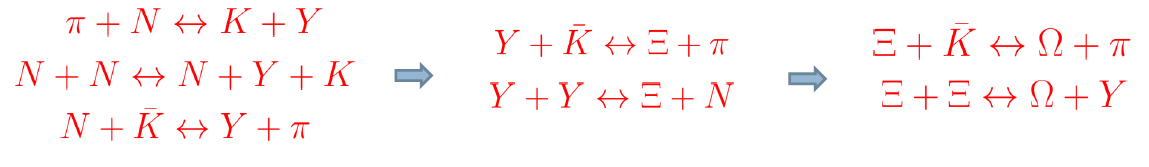 π + N ↔ K + Y
N + N ↔ N + Y + K
N + K̄ ↔ Y + π
Y + K̄ ↔ Ξ + π
Y + Y ↔ Ξ + N
Ξ + K̄ ↔ Ω + π
Ξ + Ξ ↔ Ω + Y